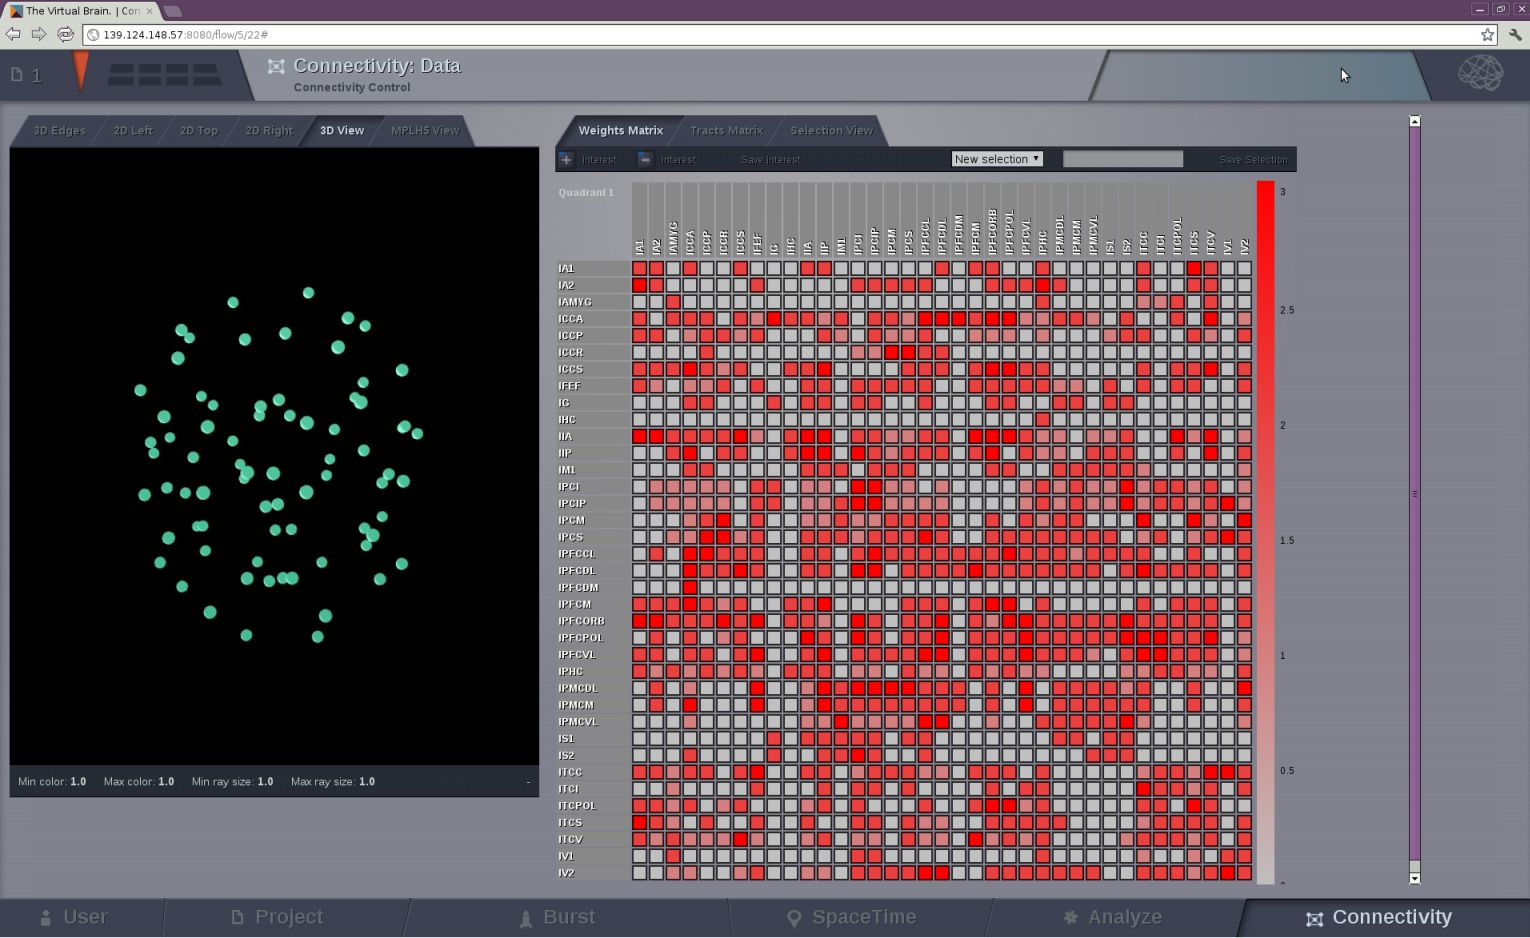 The Virtual Brain. | Con
139.124.148.57:8080/flow/5/22#
1
Connectivity: Data
Connectivity Control
3D Edges
2D Left
2D Top
2D Right
3D View
MPLH5 View
Weights Matrix
Tracts Matrix
Selection View
Interest
Interest
Save Interest
New selection
Save Selection
Quadrant 1
IA1
IA2
IAMYG
ICCA
ICCP
ICCR
ICCS
IFEF
IG
IHC
IIA
IIP
IM1
IPCI
IPCIP
IPCM
IPCS
IPFCCL
IPFCDL
IPFCDM
IPFCM
IPFCORB
IPFCPOL
IPFCVL
IPHC
IPMCDL
IPMCM
IPMCVL
IS1
IS2
ITCC
ITCI
ITCPOL
ITCS
ITCV
IV1
IV2
IA1
IA2
IAMYG
ICCA
ICCP
ICCR
ICCS
IFEF
IG
IHC
IIA
IIP
IM1
IPCI
IPCIP
IPCM
IPCS
IPFCCL
IPFCDL
IPFCDM
IPFCM
IPFCORB
IPFCPOL
IPFCVL
IPHC
IPMCDL
IPMCM
IPMCVL
IS1
IS2
ITCC
ITCI
ITCPOL
ITCS
ITCV
IV1
IV2
3
2.5
2
1.5
1
0.5
Min color: 1.0 Max color: 1.0 Min ray size: 1.0 Max ray size: 1.0 -
User
Project
Burst
SpaceTime
Analyze
Connectivity